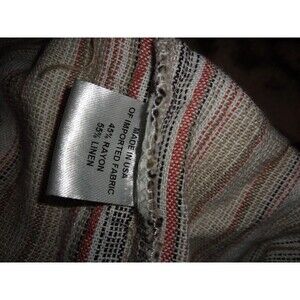 MADE IN USA
OF IMPORTED FABRIC
45% RAYON
55% LINEN